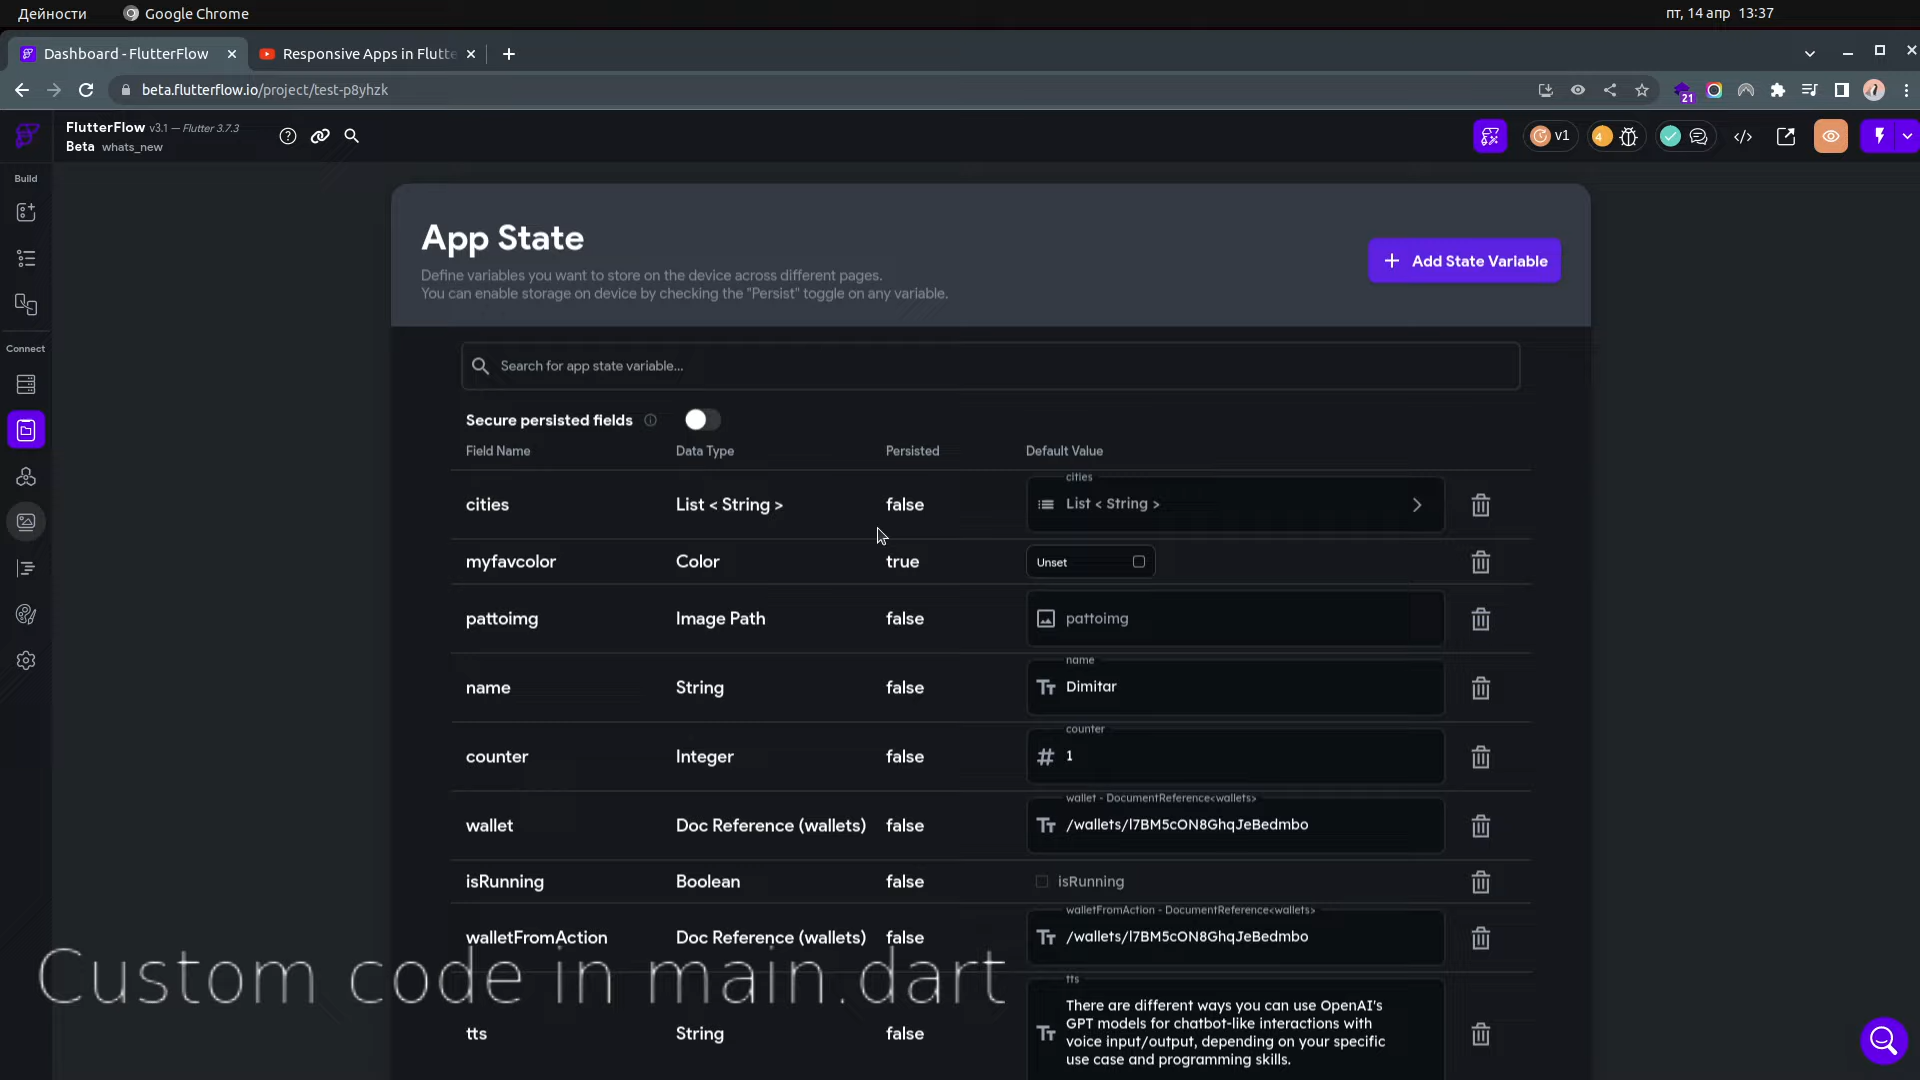 Дейности
Google Chrome
пт, 14 апр 13:37
Dashboard - FlutterFlow
Responsive Apps in Flutte
beta.flutterflow.io/project/test-p8yhzk
21
FlutterFlow v3.1 — Flutter 3.7.3
Beta whats_new
v1
4
Build
Connect
App State
Define variables you want to store on the device across different pages.
You can enable storage on device by checking the "Persist" toggle on any variable.
+ Add State Variable
Search for app state variable...
Secure persisted fields
Field Name Data Type Persisted Default Value
cities
cities List < String > false List < String >
myfavcolor Color true Unset
pattoimg Image Path false pattoimg
name
name String false Dimitar
counter
counter Integer false 1
wallet - DocumentReference<wallets>
wallet Doc Reference (wallets) false /wallets/l7BM5cON8GhqJeBedmbo
isRunning Boolean false isRunning
walletFromAction - DocumentReference<wallets>
walletFromAction Doc Reference (wallets) false /wallets/l7BM5cON8GhqJeBedmbo
Custom code in main.dart
tts
tts String false There are different ways you can use OpenAI's
GPT models for chatbot-like interactions with
voice input/output, depending on your specific
use case and programming skills.